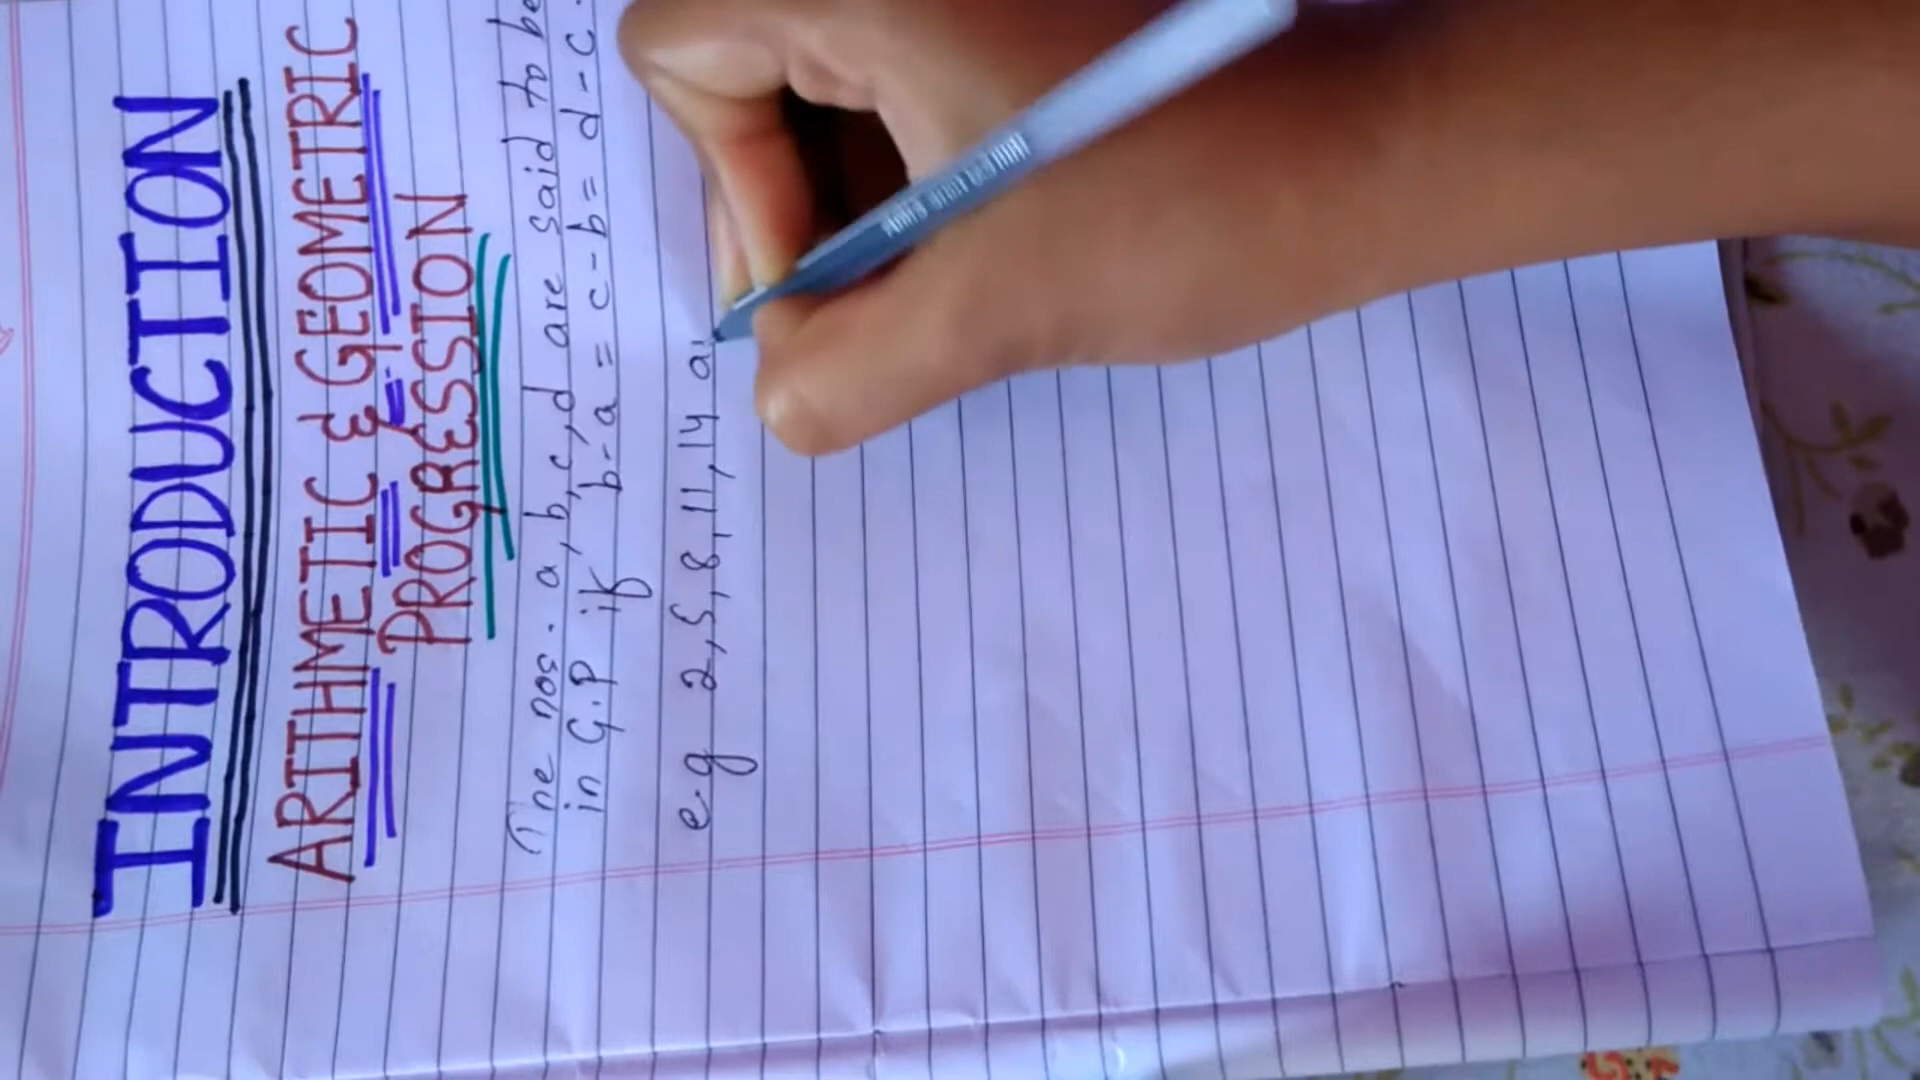 INTRODUCTION
ARITHMETIC & GEOMETRIC
PROGRESSION
The nos. a, b, c, d are said to be
in G.P if b-a = c-b = d-c.
e.g 2,5,8,11,14